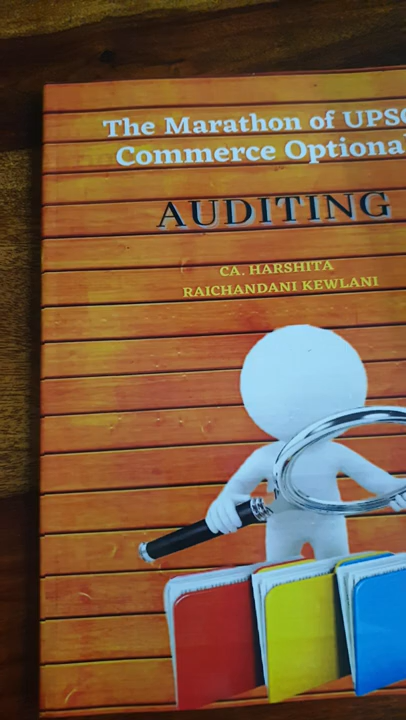 The Marathon of UPSC
Commerce Optional
AUDITING
CA. HARSHITA
RAICHANDANI KEWLANI